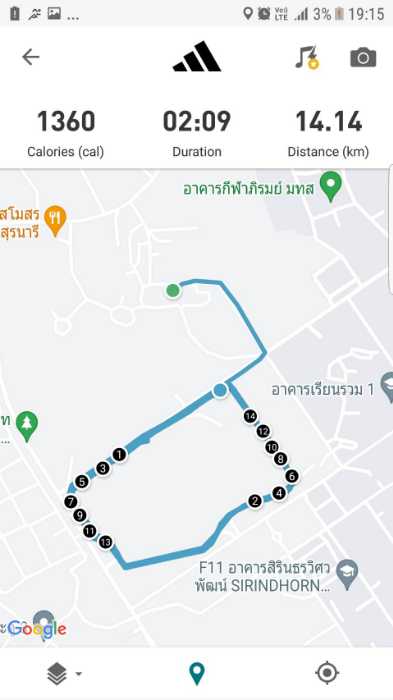 ... VoJ LTE 3% 19:15
1360 02:09 14.14
Calories (cal) Duration Distance (km)
อาคารกีฬาภิรมย์ มทส
สโมสร
สุรนารี
อาคารเรียนรวม 1
ท
...
14
12
10
1
8
3
6
5
4
7
2
9
11
13
F11 อาคารสิรินธรวิศว
พัฒน์ SIRINDHORN...
Google